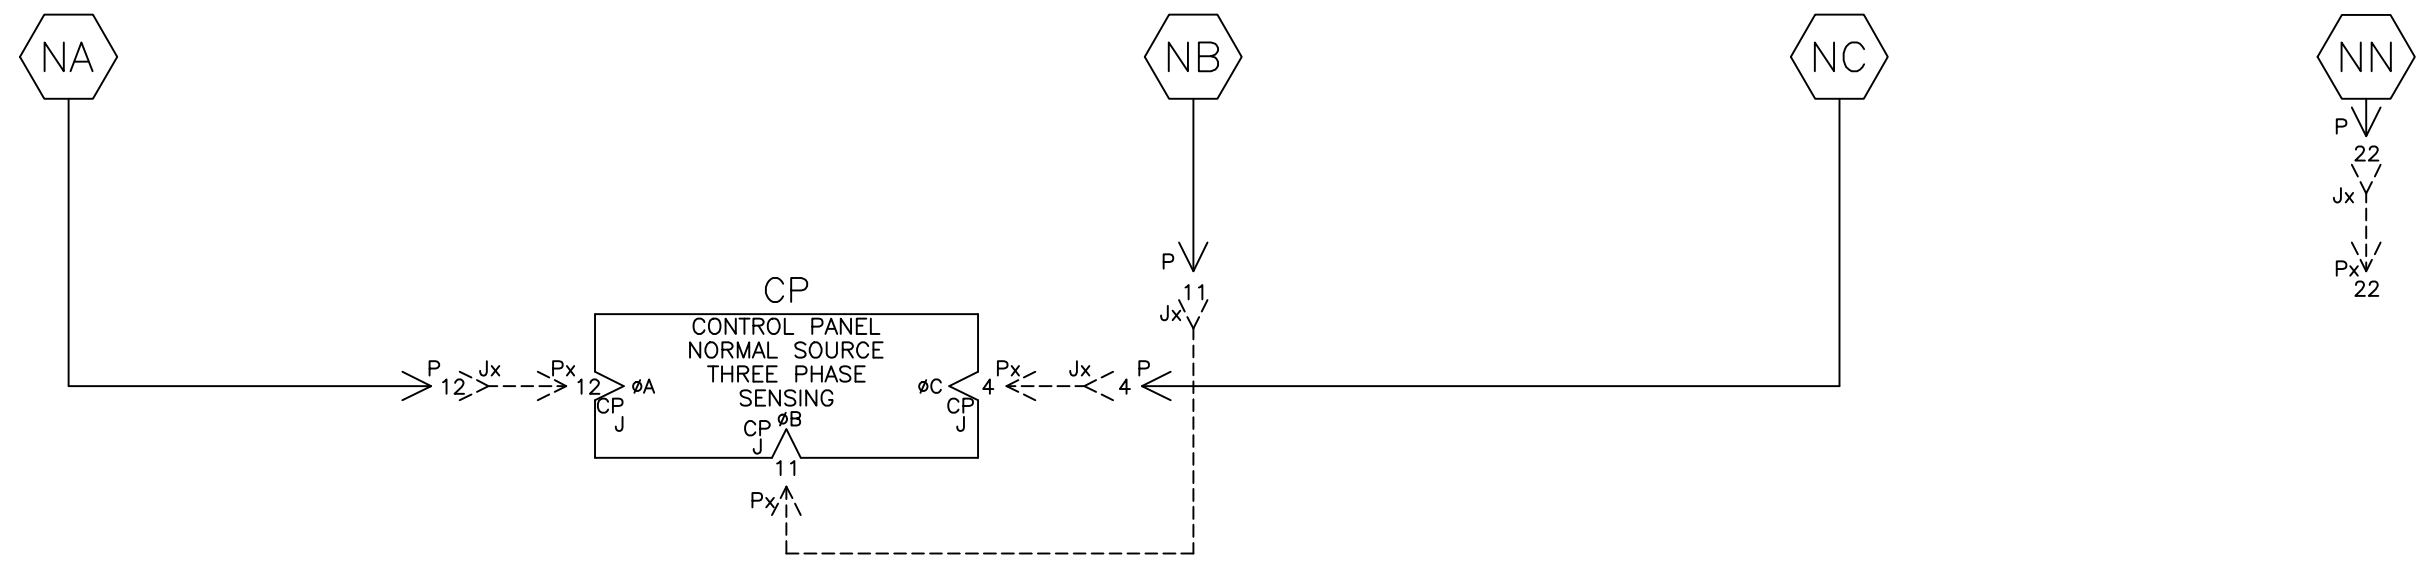 NA
NB
NC
NN
P
22
Jx
Px
22
P
11
Jx
CP
CONTROL PANEL
NORMAL SOURCE
THREE PHASE
SENSING
P
12
Jx
Px
12
øA
CP
J
øC
4
Px
Jx
4
P
CP
J
øB
CP
J
11
Px